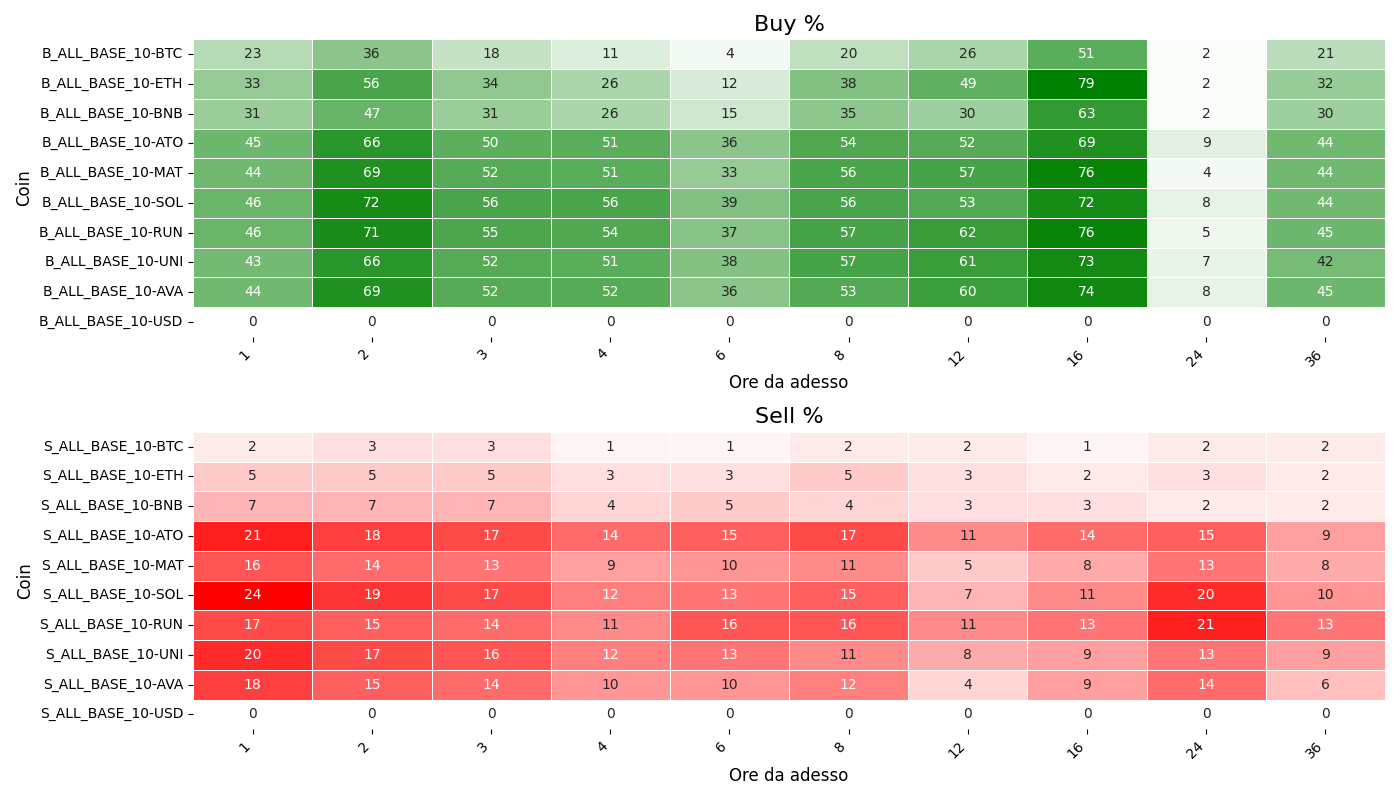 Buy %
Coin
B_ALL_BASE_10-BTC 23 36 18 11 4 20 26 51 2 21
B_ALL_BASE_10-ETH 33 56 34 26 12 38 49 79 2 32
B_ALL_BASE_10-BNB 31 47 31 26 15 35 30 63 2 30
B_ALL_BASE_10-ATO 45 66 50 51 36 54 52 69 9 44
B_ALL_BASE_10-MAT 44 69 52 51 33 56 57 76 4 44
B_ALL_BASE_10-SOL 46 72 56 56 39 56 53 72 8 44
B_ALL_BASE_10-RUN 46 71 55 54 37 57 62 76 5 45
B_ALL_BASE_10-UNI 43 66 52 51 38 57 61 73 7 42
B_ALL_BASE_10-AVA 44 69 52 52 36 53 60 74 8 45
B_ALL_BASE_10-USD 0 0 0 0 0 0 0 0 0 0
1 2 3 4 6 8 12 16 24 36
Ore da adesso
Sell %
Coin
S_ALL_BASE_10-BTC 2 3 3 1 1 2 2 1 2 2
S_ALL_BASE_10-ETH 5 5 5 3 3 5 3 2 3 2
S_ALL_BASE_10-BNB 7 7 7 4 5 4 3 3 2 2
S_ALL_BASE_10-ATO 21 18 17 14 15 17 11 14 15 9
S_ALL_BASE_10-MAT 16 14 13 9 10 11 5 8 13 8
S_ALL_BASE_10-SOL 24 19 17 12 13 15 7 11 20 10
S_ALL_BASE_10-RUN 17 15 14 11 16 16 11 13 21 13
S_ALL_BASE_10-UNI 20 17 16 12 13 11 8 9 13 9
S_ALL_BASE_10-AVA 18 15 14 10 10 12 4 9 14 6
S_ALL_BASE_10-USD 0 0 0 0 0 0 0 0 0 0
1 2 3 4 6 8 12 16 24 36
Ore da adesso